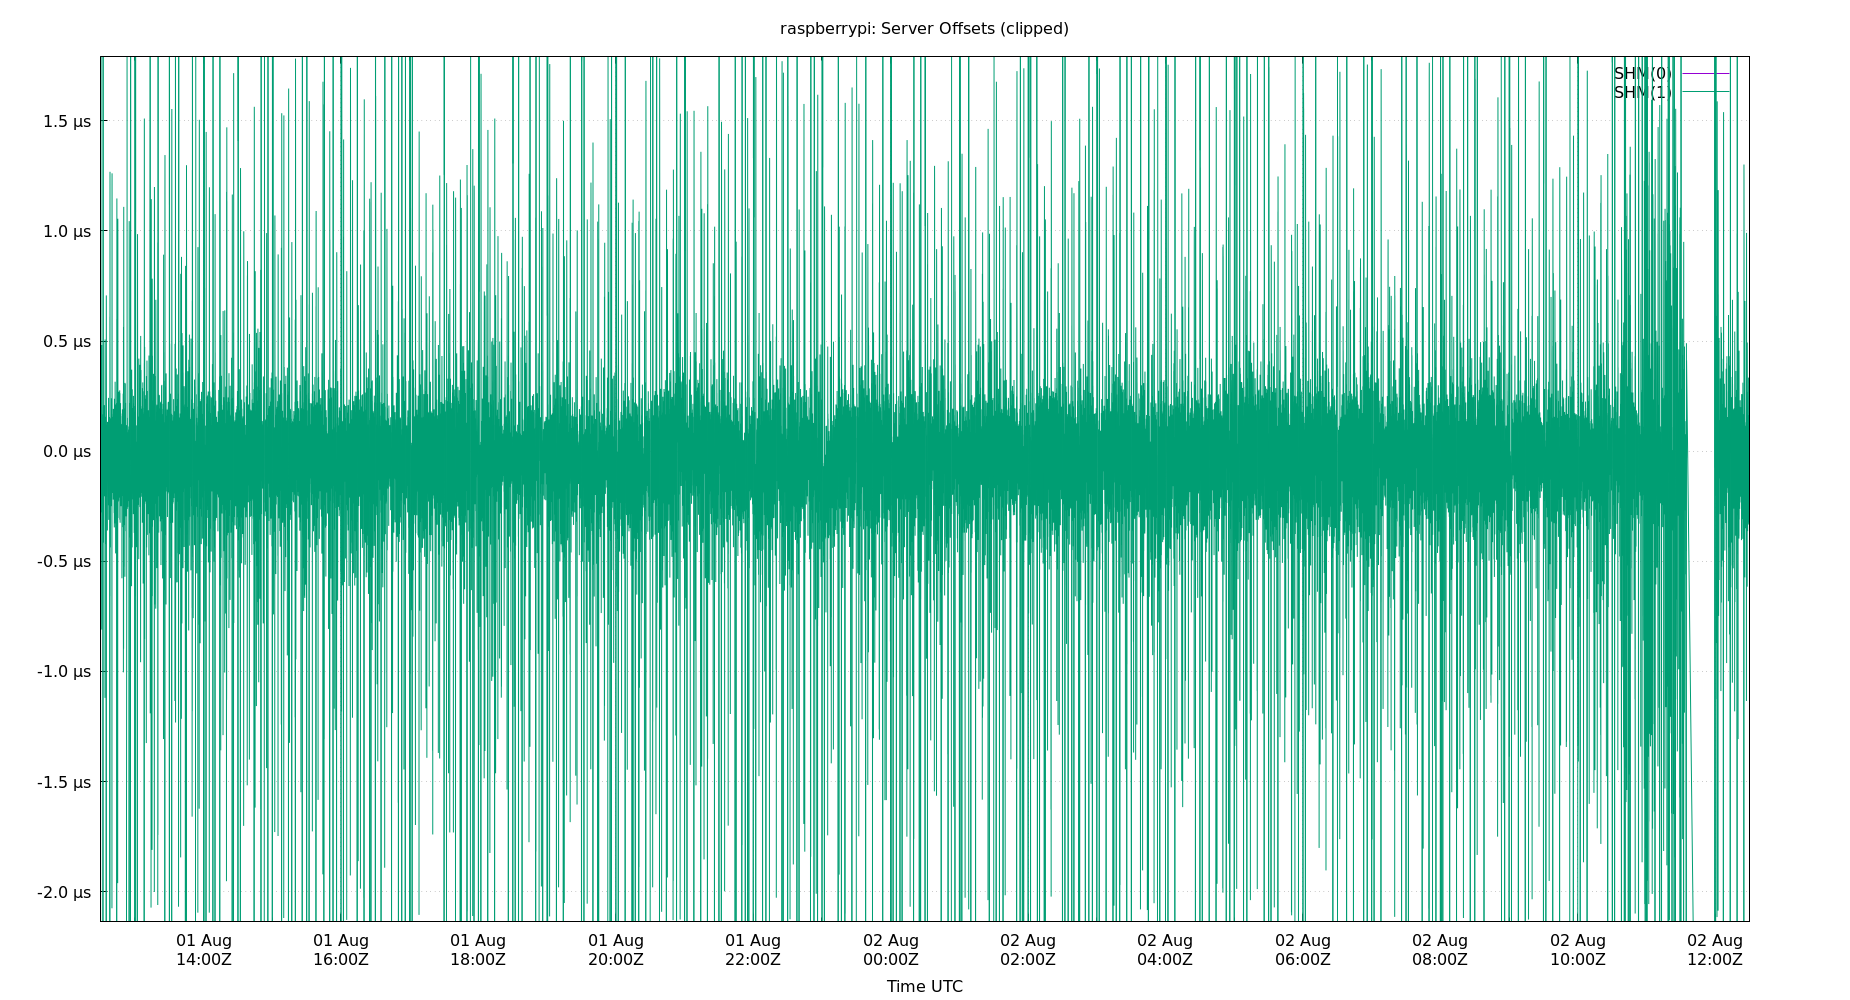 raspberrypi: Server Offsets (clipped)
SHM(0)
SHM(1)
1.5 µs
1.0 µs
0.5 µs
0.0 µs
-0.5 µs
-1.0 µs
-1.5 µs
-2.0 µs
01 Aug 01 Aug 01 Aug 01 Aug 01 Aug 02 Aug 02 Aug 02 Aug 02 Aug 02 Aug 02 Aug 02 Aug
14:00Z 16:00Z 18:00Z 20:00Z 22:00Z 00:00Z 02:00Z 04:00Z 06:00Z 08:00Z 10:00Z 12:00Z
Time UTC